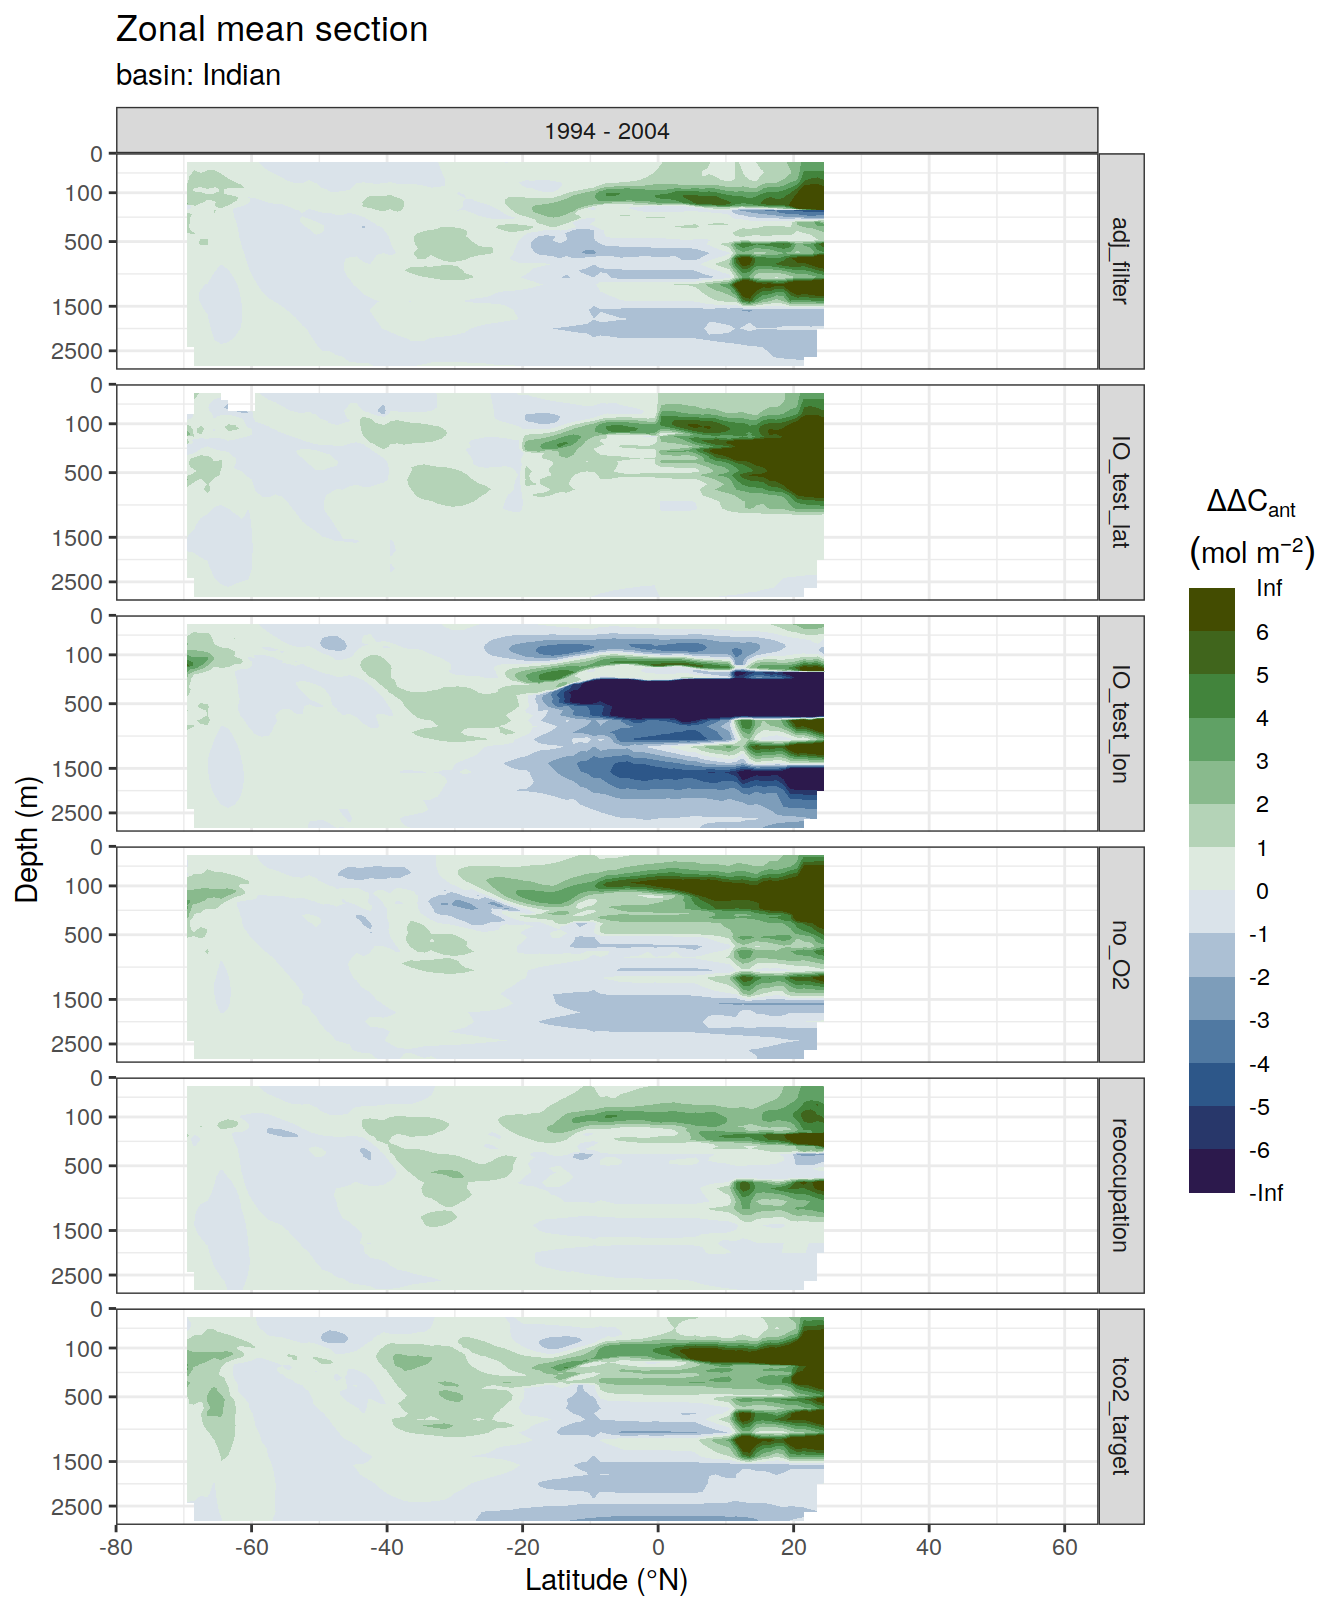 Zonal mean section
basin: Indian
1994 - 2004
0
100
500
1500
2500
adj_filter
0
100
500
1500
2500
IO_test_lat
0
100
500
1500
2500
IO_test_lon
0
100
500
1500
2500
no_O2
0
100
500
1500
2500
reoccupation
0
100
500
1500
2500
tco2_target
Depth (m)
-80 -60 -40 -20 0 20 40 60
Latitude (°N)
ΔΔCant
(mol m−2)
Inf
6
5
4
3
2
1
0
-1
-2
-3
-4
-5
-6
-Inf